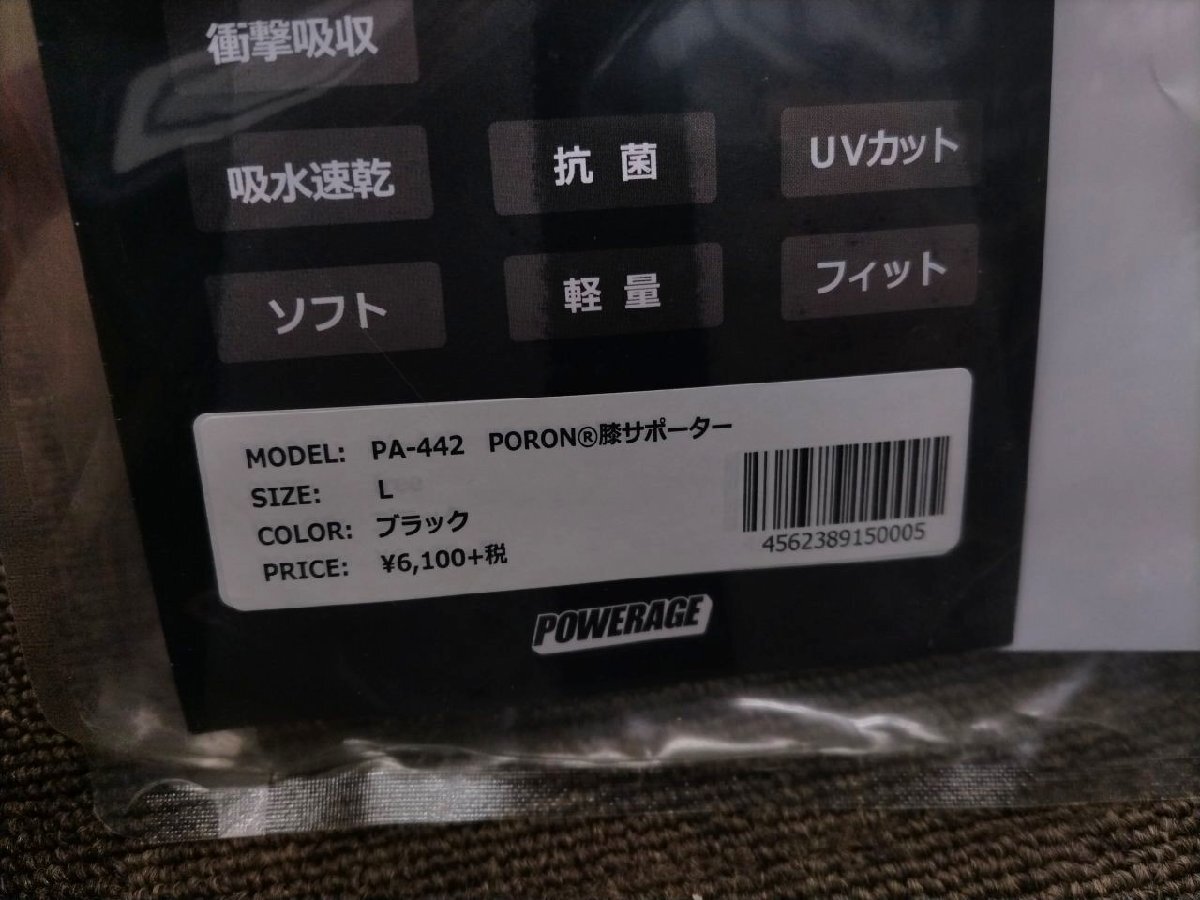 衝撃吸収
吸水速乾 抗菌 UVカット
ソフト 軽量 フィット
MODEL: PA-442 PORON®膝サポーター
SIZE: L
COLOR: ブラック
PRICE: ¥6,100+税
4562389150005
POWERAGE